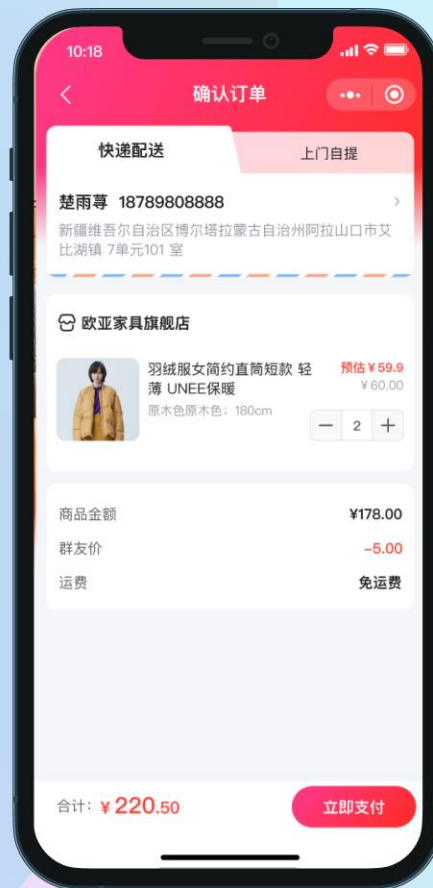 10:18
确认订单
快递配送
上门自提
楚雨荨 18789808888
新疆维吾尔自治区博尔塔拉蒙古自治州阿拉山口市艾
比湖镇 7单元101 室
欧亚家具旗舰店
羽绒服女简约直筒短款 轻
薄 UNEE保暖
预估¥59.9
¥60.00
原木色原木色；180cm
— 2 +
商品金额 ¥178.00
群友价 -5.00
运费 免运费
合计：¥220.50
立即支付